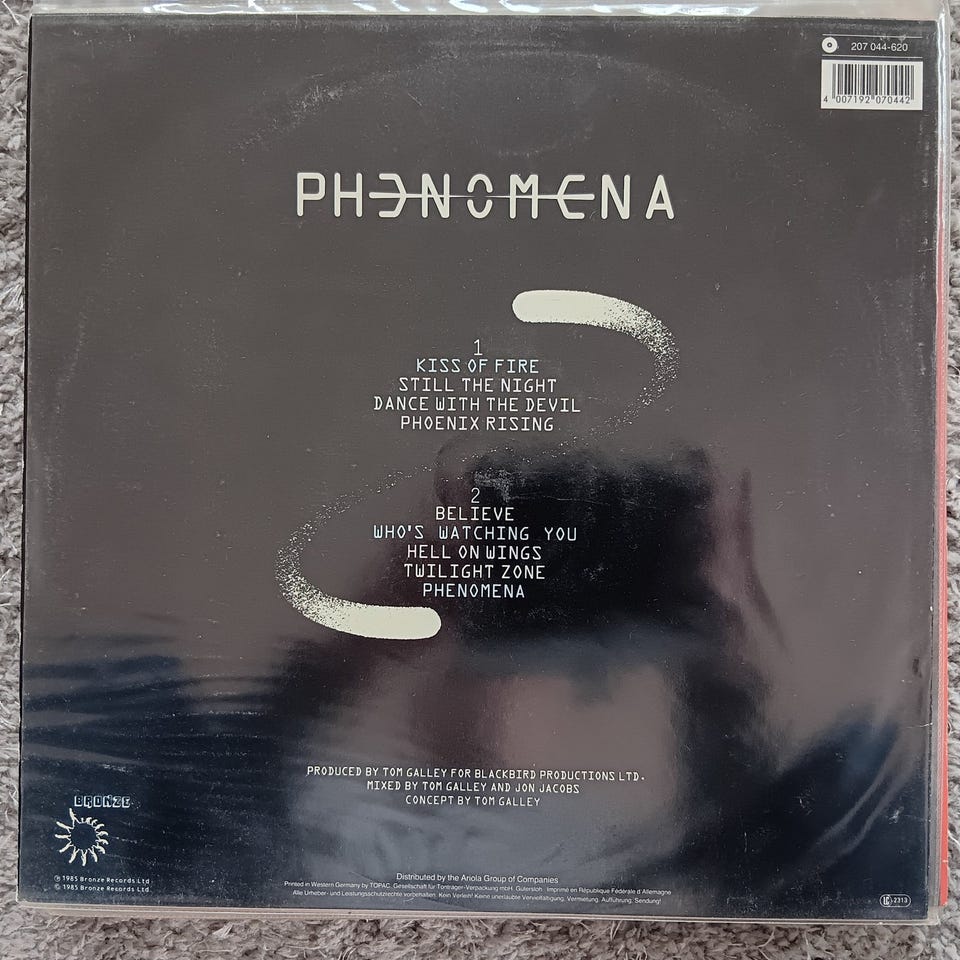 207 044-620
4 007192 070442
PHENOMENA
1
KISS OF FIRE
STILL THE NIGHT
DANCE WITH THE DEVIL
PHOENIX RISING
2
BELIEVE
WHO'S WATCHING YOU
HELL ON WINGS
TWILIGHT ZONE
PHENOMENA
PRODUCED BY TOM GALLEY FOR BLACKBIRD PRODUCTIONS LTD.
MIXED BY TOM GALLEY AND JON JACOBS
CONCEPT BY TOM GALLEY
BRONZE
℗ 1985 Bronze Records Ltd.
© 1985 Bronze Records Ltd.
Distributed by the Ariola Group of Companies
Printed in Western Germany by TOPAC, Gesellschaft für Tonträger-Verpackung mbH, Gütersloh · Imprimé en République Fédérale d'Allemagne
Alle Urheber- und Leistungsschutzrechte vorbehalten. Kein Verleih! Keine unerlaubte Vervielfältigung, Vermietung, Aufführung, Sendung!
LC 2313